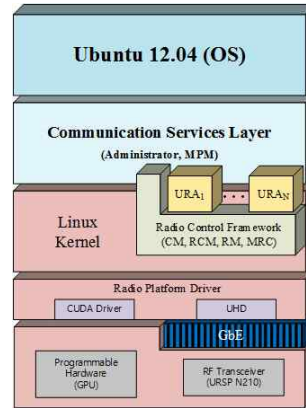 Ubuntu 12.04 (OS)
Communication Services Layer
(Administrator, MPM)
URA1
...
URAN
Linux
Kernel
Radio Control Framework
(CM, RCM, RM, MRC)
Radio Platform Driver
CUDA Driver
UHD
GbE
Programmable
Hardware
(GPU)
RF Transceiver
(URSP N210)